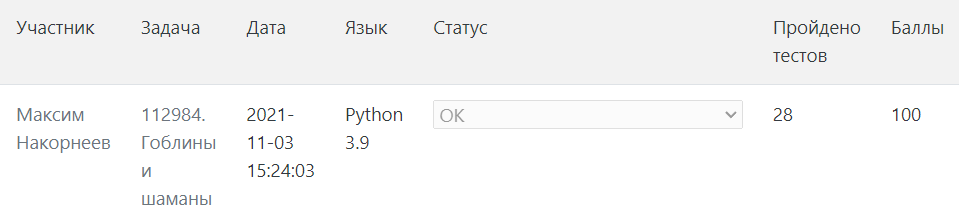 Участник Задача Дата Язык Статус Пройдено тестов Баллы
Максим Накорнеев 112984. Гоблины и шаманы 2021-11-03 15:24:03 Python 3.9 OK 28 100